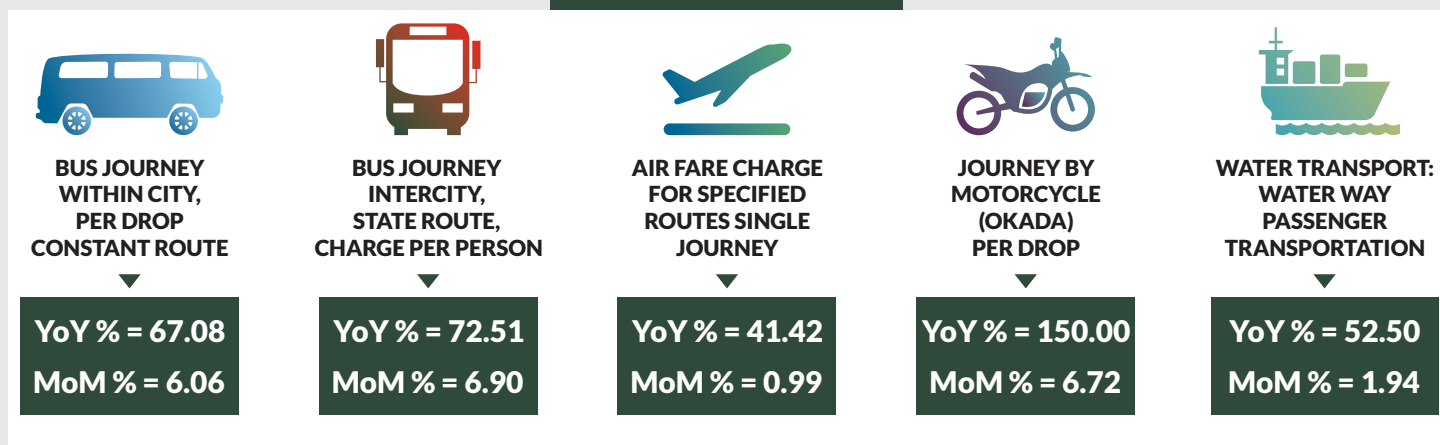 BUS JOURNEY
WITHIN CITY,
PER DROP
CONSTANT ROUTE
YoY % = 67.08
MoM % = 6.06
BUS JOURNEY
INTERCITY,
STATE ROUTE,
CHARGE PER PERSON
YoY % = 72.51
MoM % = 6.90
AIR FARE CHARGE
FOR SPECIFIED
ROUTES SINGLE
JOURNEY
YoY % = 41.42
MoM % = 0.99
JOURNEY BY
MOTORCYCLE
(OKADA)
PER DROP
YoY % = 150.00
MoM % = 6.72
WATER TRANSPORT:
WATER WAY
PASSENGER
TRANSPORTATION
YoY % = 52.50
MoM % = 1.94